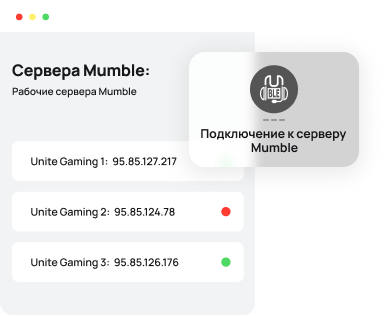 Сервера Mumble:
Рабочие сервера Mumble
BLE
Подключение к серверу
Mumble
Unite Gaming 1: 95.85.127.217
Unite Gaming 2: 95.85.124.78
Unite Gaming 3: 95.85.126.176